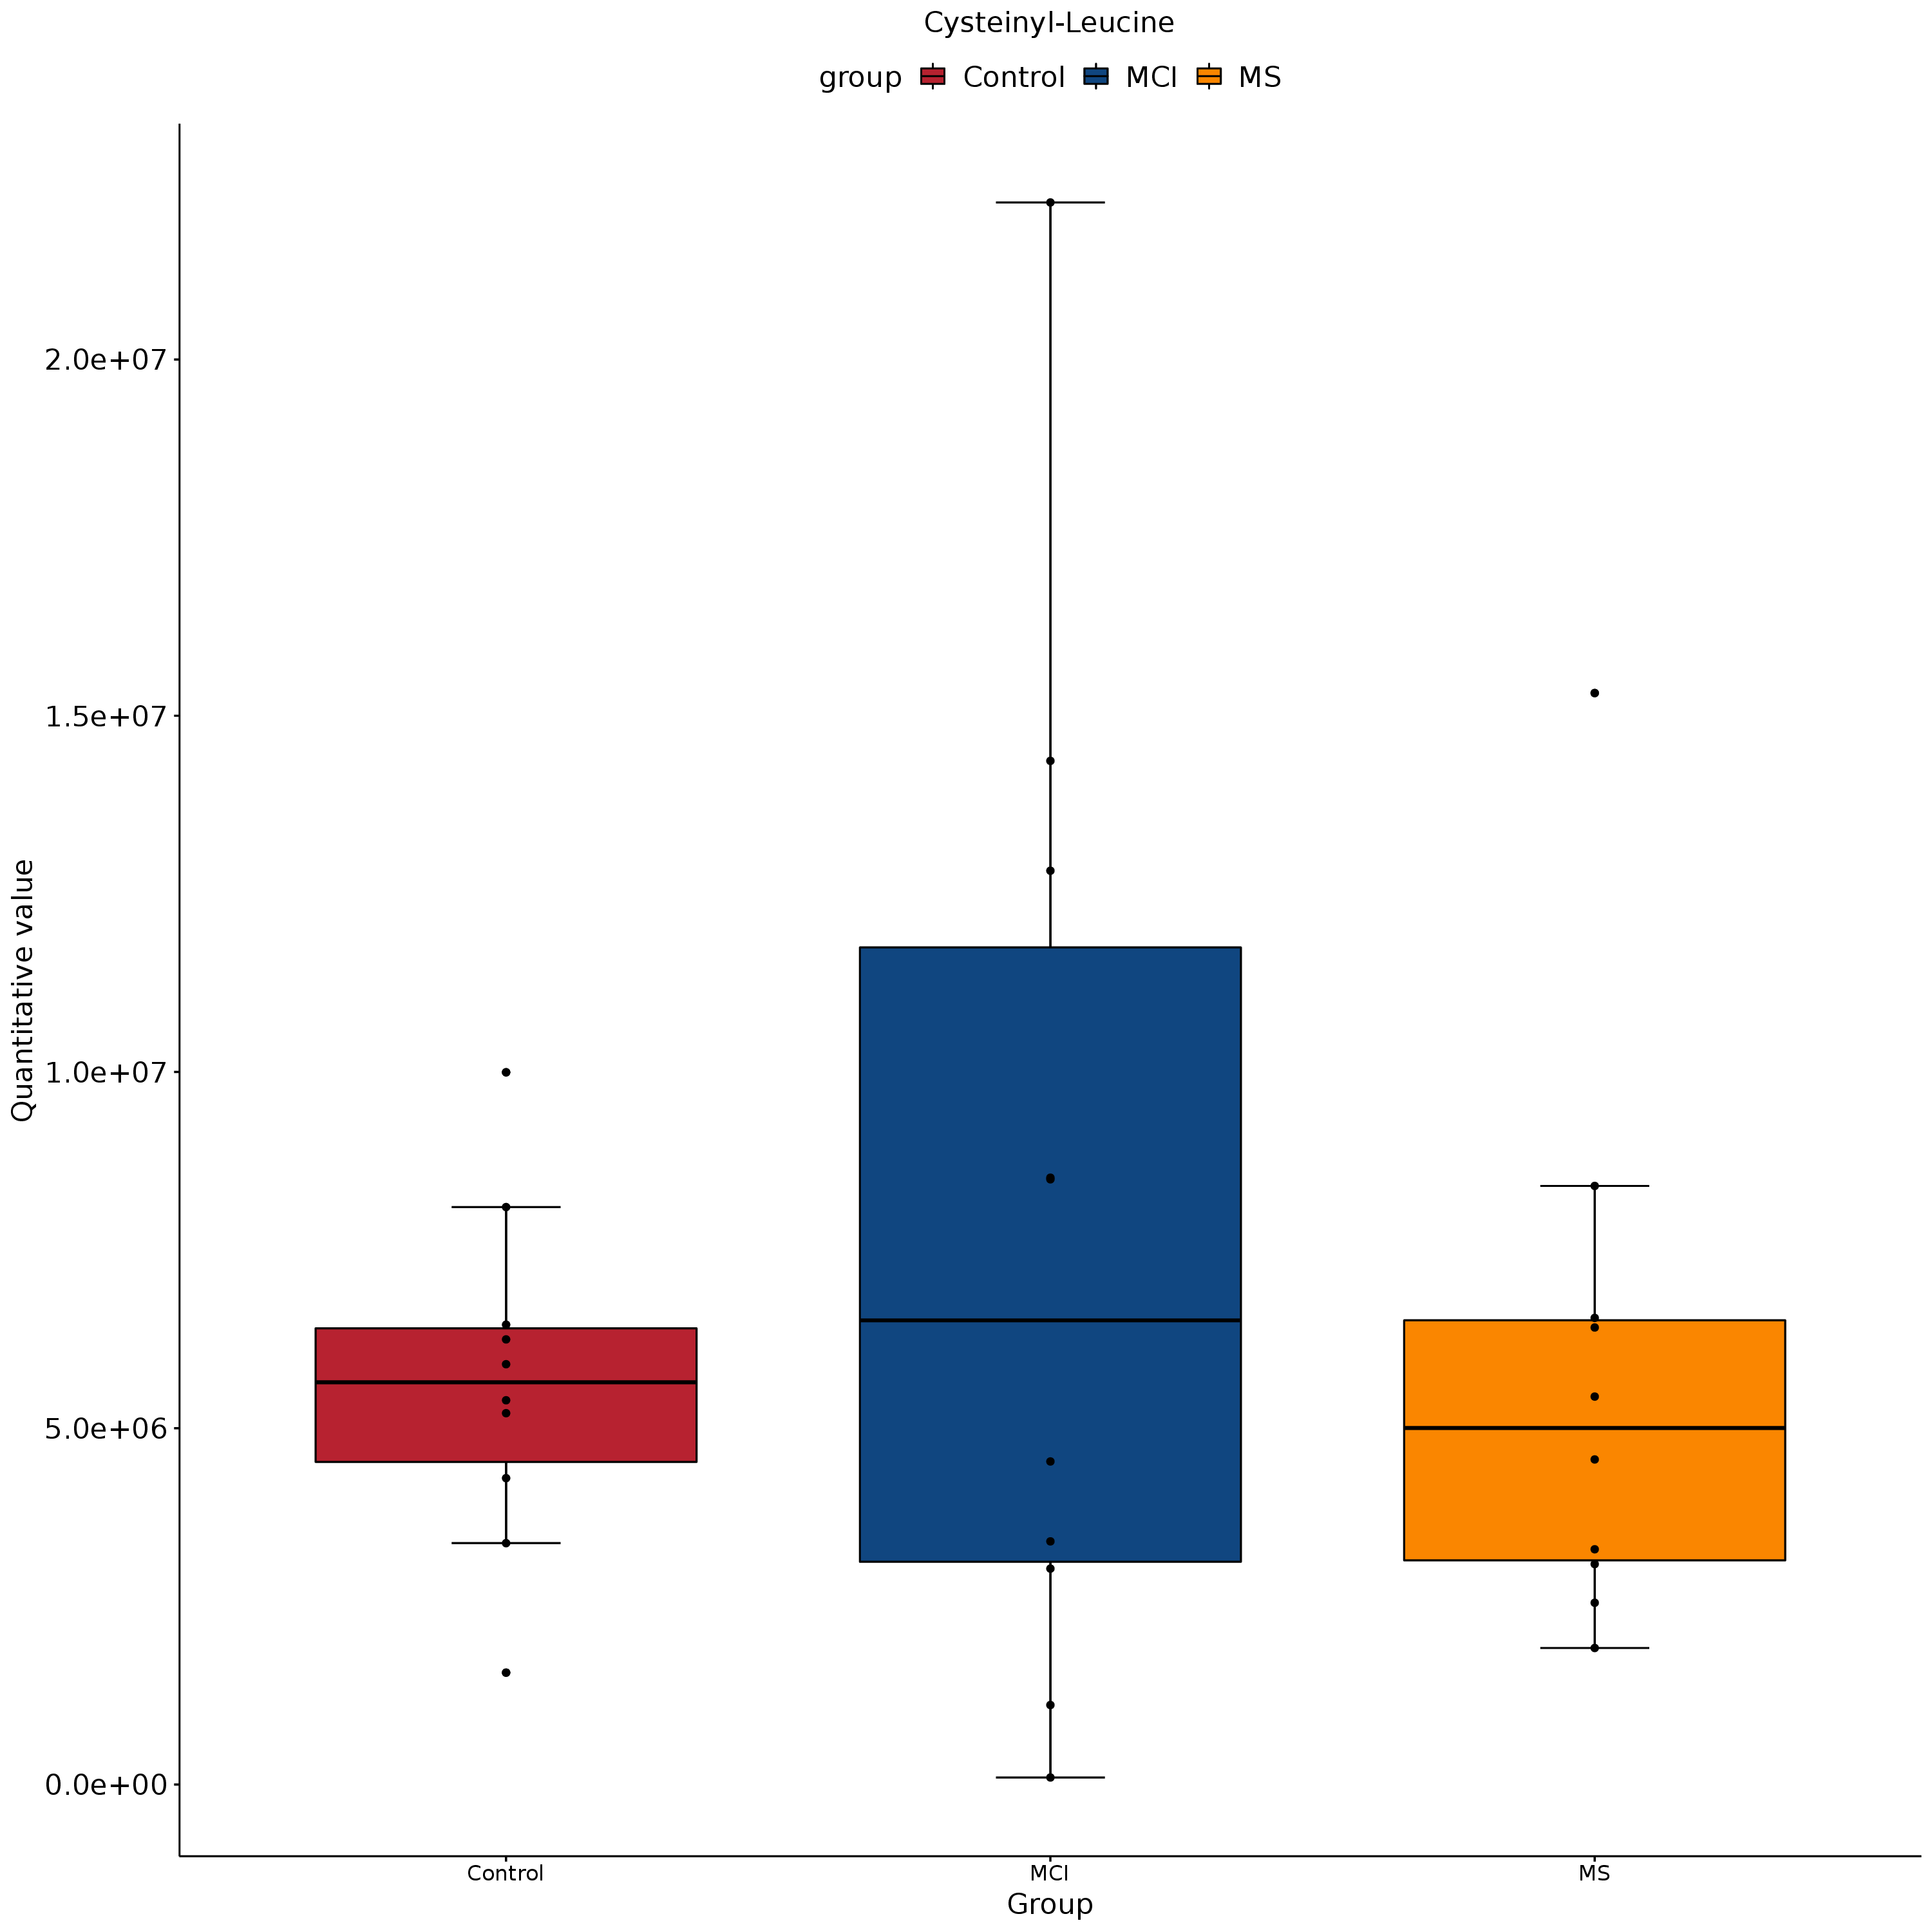 Cysteinyl-Leucine
group Control MCI MS
Quantitative value
2.0e+07
1.5e+07
1.0e+07
5.0e+06
0.0e+00
Control MCI MS
Group